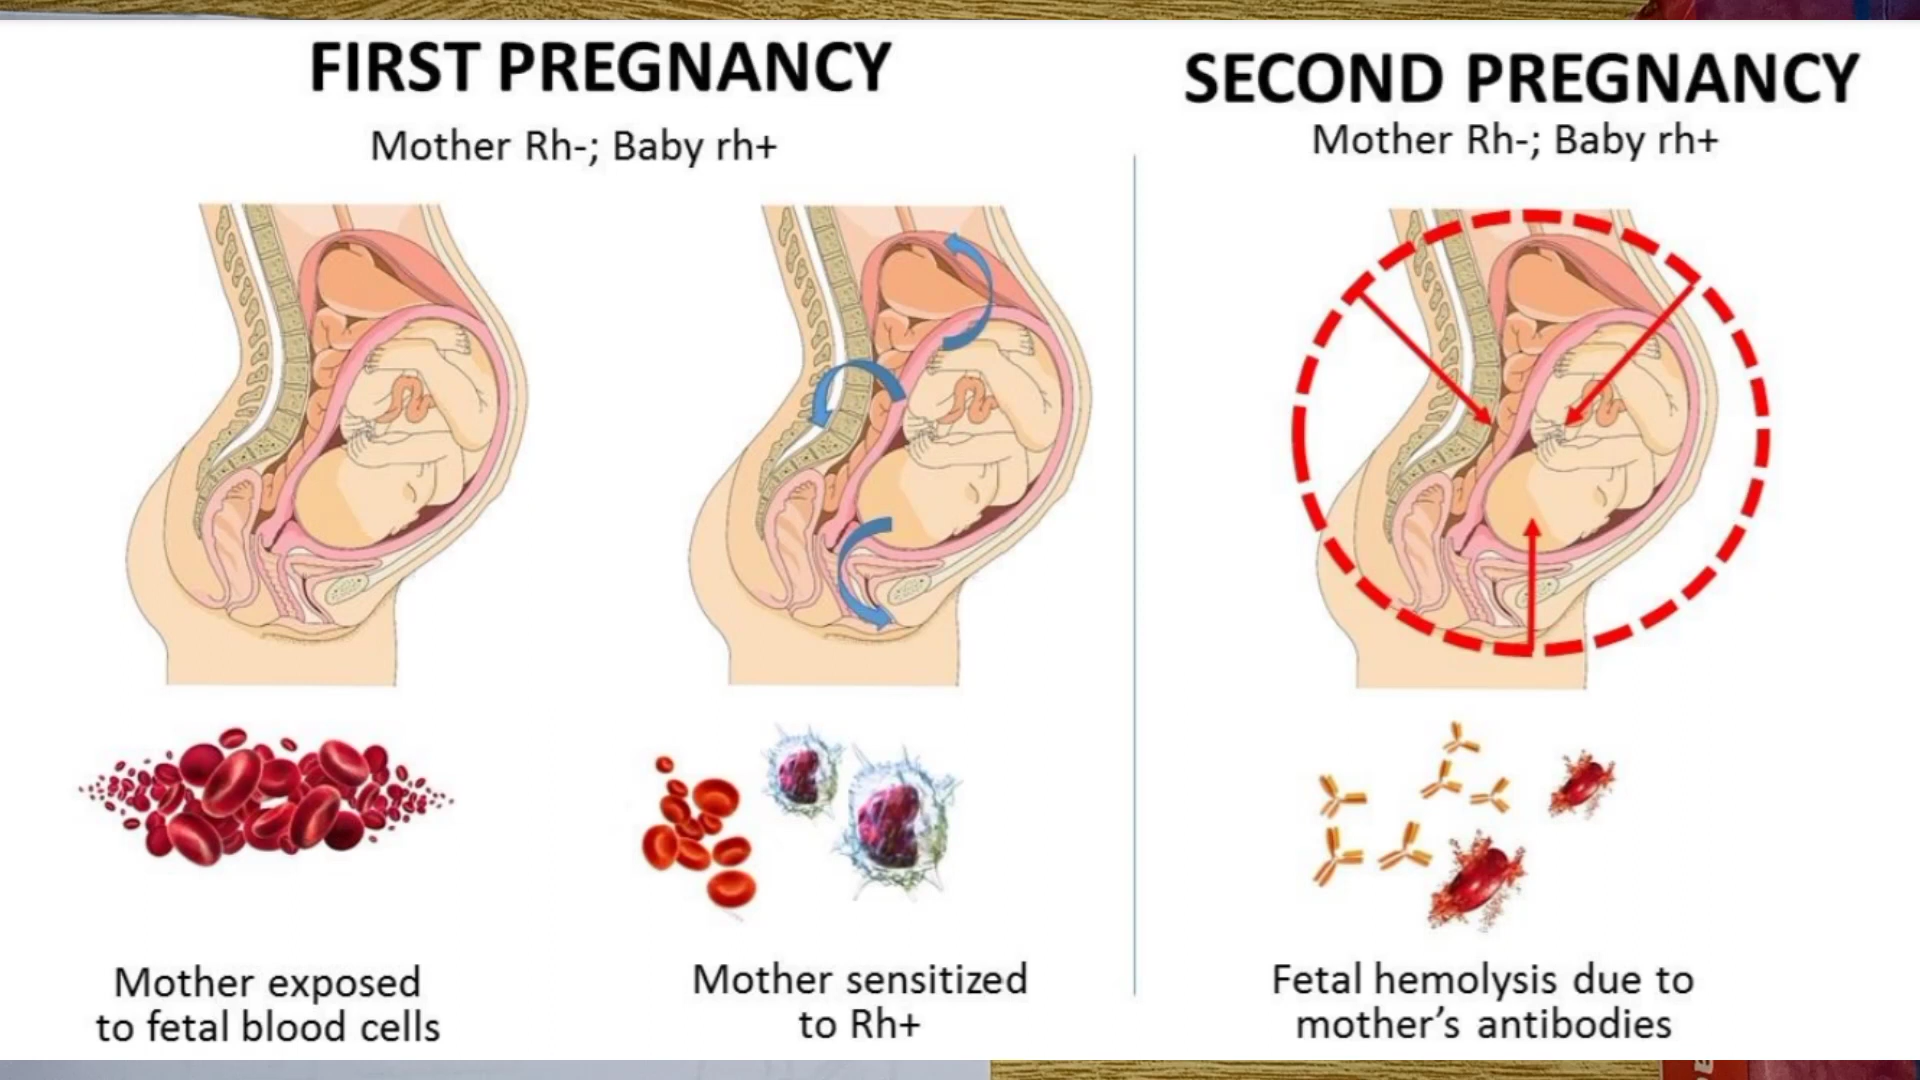 FIRST PREGNANCY
Mother Rh-; Baby rh+
Mother exposed
to fetal blood cells
Mother sensitized
to Rh+
SECOND PREGNANCY
Mother Rh-; Baby rh+
Fetal hemolysis due to
mother’s antibodies